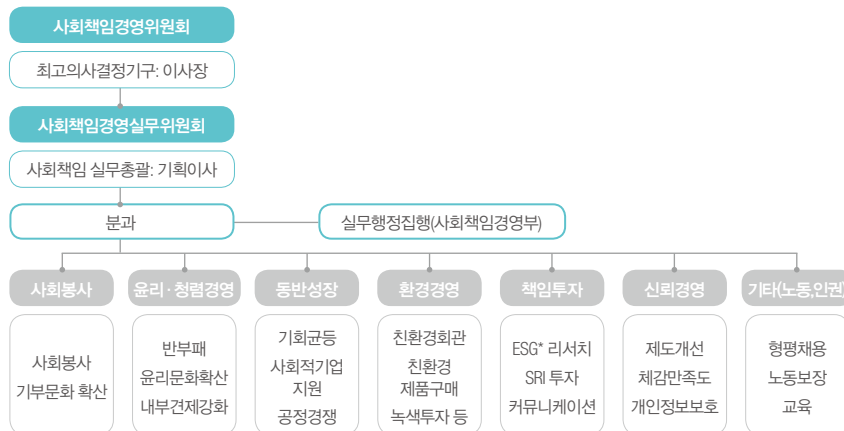 사회책임경영위원회
최고의사결정기구: 이사장
사회책임경영실무위원회
사회책임 실무총괄: 기획이사
분과
실무행정집행(사회책임경영부)
사회봉사
윤리·청렴경영
동반성장
환경경영
책임투자
신뢰경영
기타(노동,인권)
사회봉사
기부문화 확산
반부패
윤리문화확산
내부견제강화
기회균등
사회적기업
지원
공정경쟁
친환경회관
친환경
제품구매
녹색투자 등
ESG* 리서치
SRI 투자
커뮤니케이션
제도개선
체감만족도
개인정보보호
형평채용
노동보장
교육